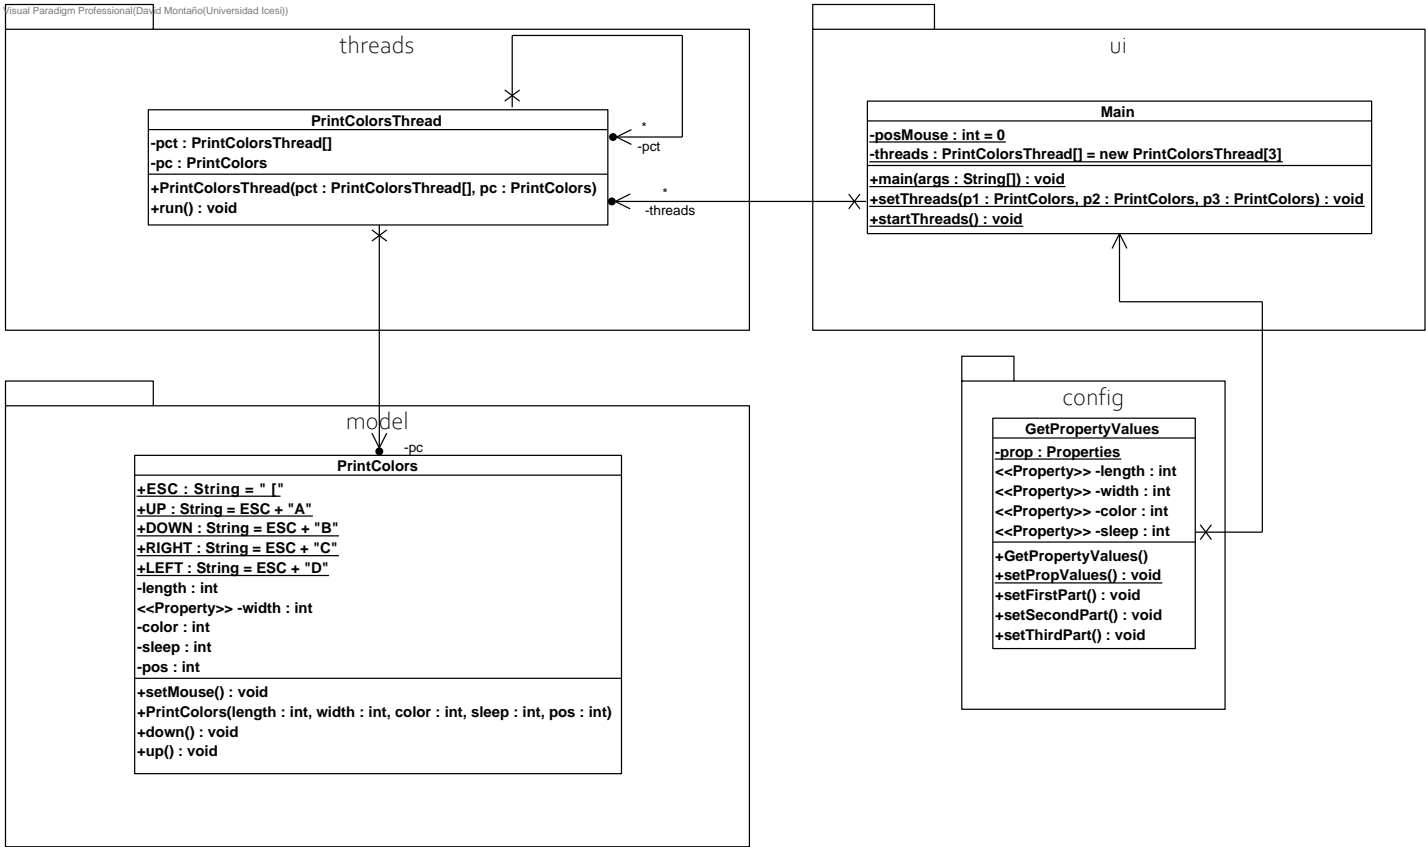 Visual Paradigm Professional(David Montaño(Universidad Icesi))
threads
PrintColorsThread
-pct : PrintColorsThread[]
-pc : PrintColors
+PrintColorsThread(pct : PrintColorsThread[], pc : PrintColors)
+run() : void
*
-pct
*
-threads
ui
Main
-posMouse : int = 0
-threads : PrintColorsThread[] = new PrintColorsThread[3]
+main(args : String[]) : void
+setThreads(p1 : PrintColors, p2 : PrintColors, p3 : PrintColors) : void
+startThreads() : void
model
-pc
PrintColors
+ESC : String = " ["
+UP : String = ESC + "A"
+DOWN : String = ESC + "B"
+RIGHT : String = ESC + "C"
+LEFT : String = ESC + "D"
-length : int
<<Property>> -width : int
-color : int
-sleep : int
-pos : int
+setMouse() : void
+PrintColors(length : int, width : int, color : int, sleep : int, pos : int)
+down() : void
+up() : void
config
GetPropertyValues
-prop : Properties
<<Property>> -length : int
<<Property>> -width : int
<<Property>> -color : int
<<Property>> -sleep : int
+GetPropertyValues()
+setPropValues() : void
+setFirstPart() : void
+setSecondPart() : void
+setThirdPart() : void